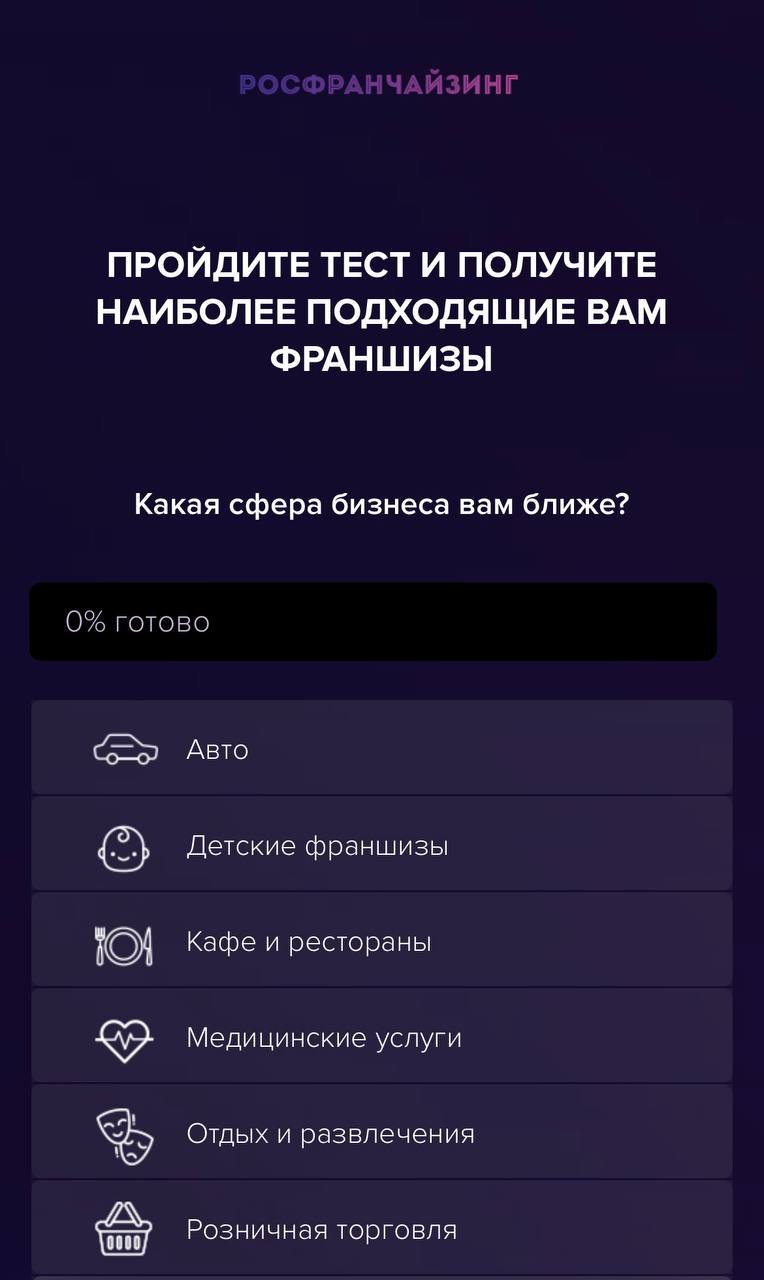 РОСФРАНЧАЙЗИНГ
ПРОЙДИТЕ ТЕСТ И ПОЛУЧИТЕ
НАИБОЛЕЕ ПОДХОДЯЩИЕ ВАМ
ФРАНШИЗЫ
Какая сфера бизнеса вам ближе?
0% готово
Авто
Детские франшизы
Кафе и рестораны
Медицинские услуги
Отдых и развлечения
Розничная торговля